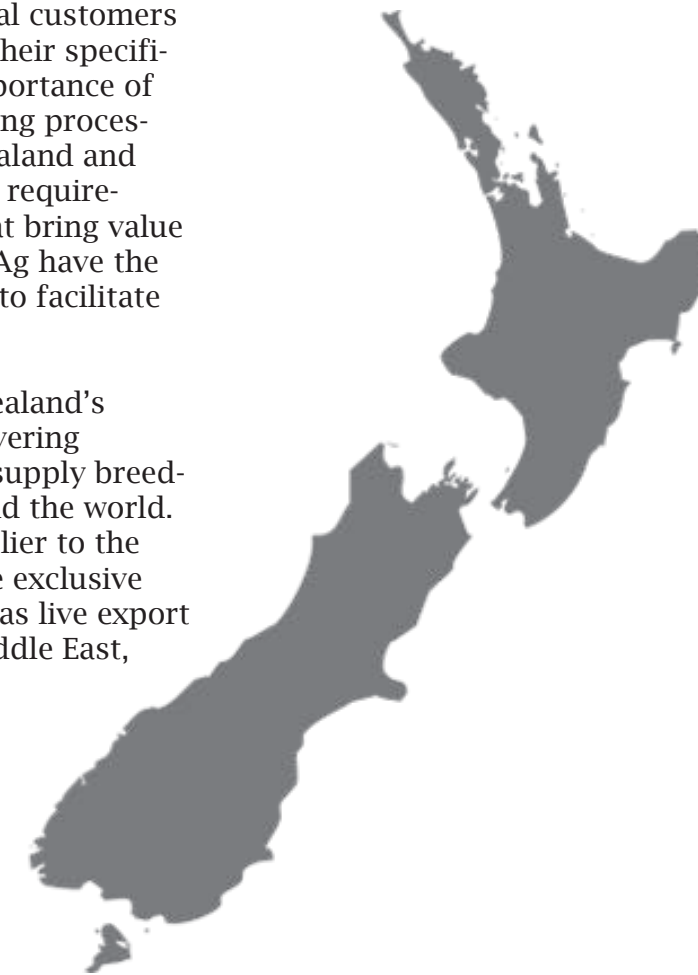 al customers
heir specifi-
portance of
ng proces-
aland and
require-
at bring value
Ag have the
to facilitate
ealand's
vering
supply breed-
d the world.
lier to the
e exclusive
as live export
ddle East,